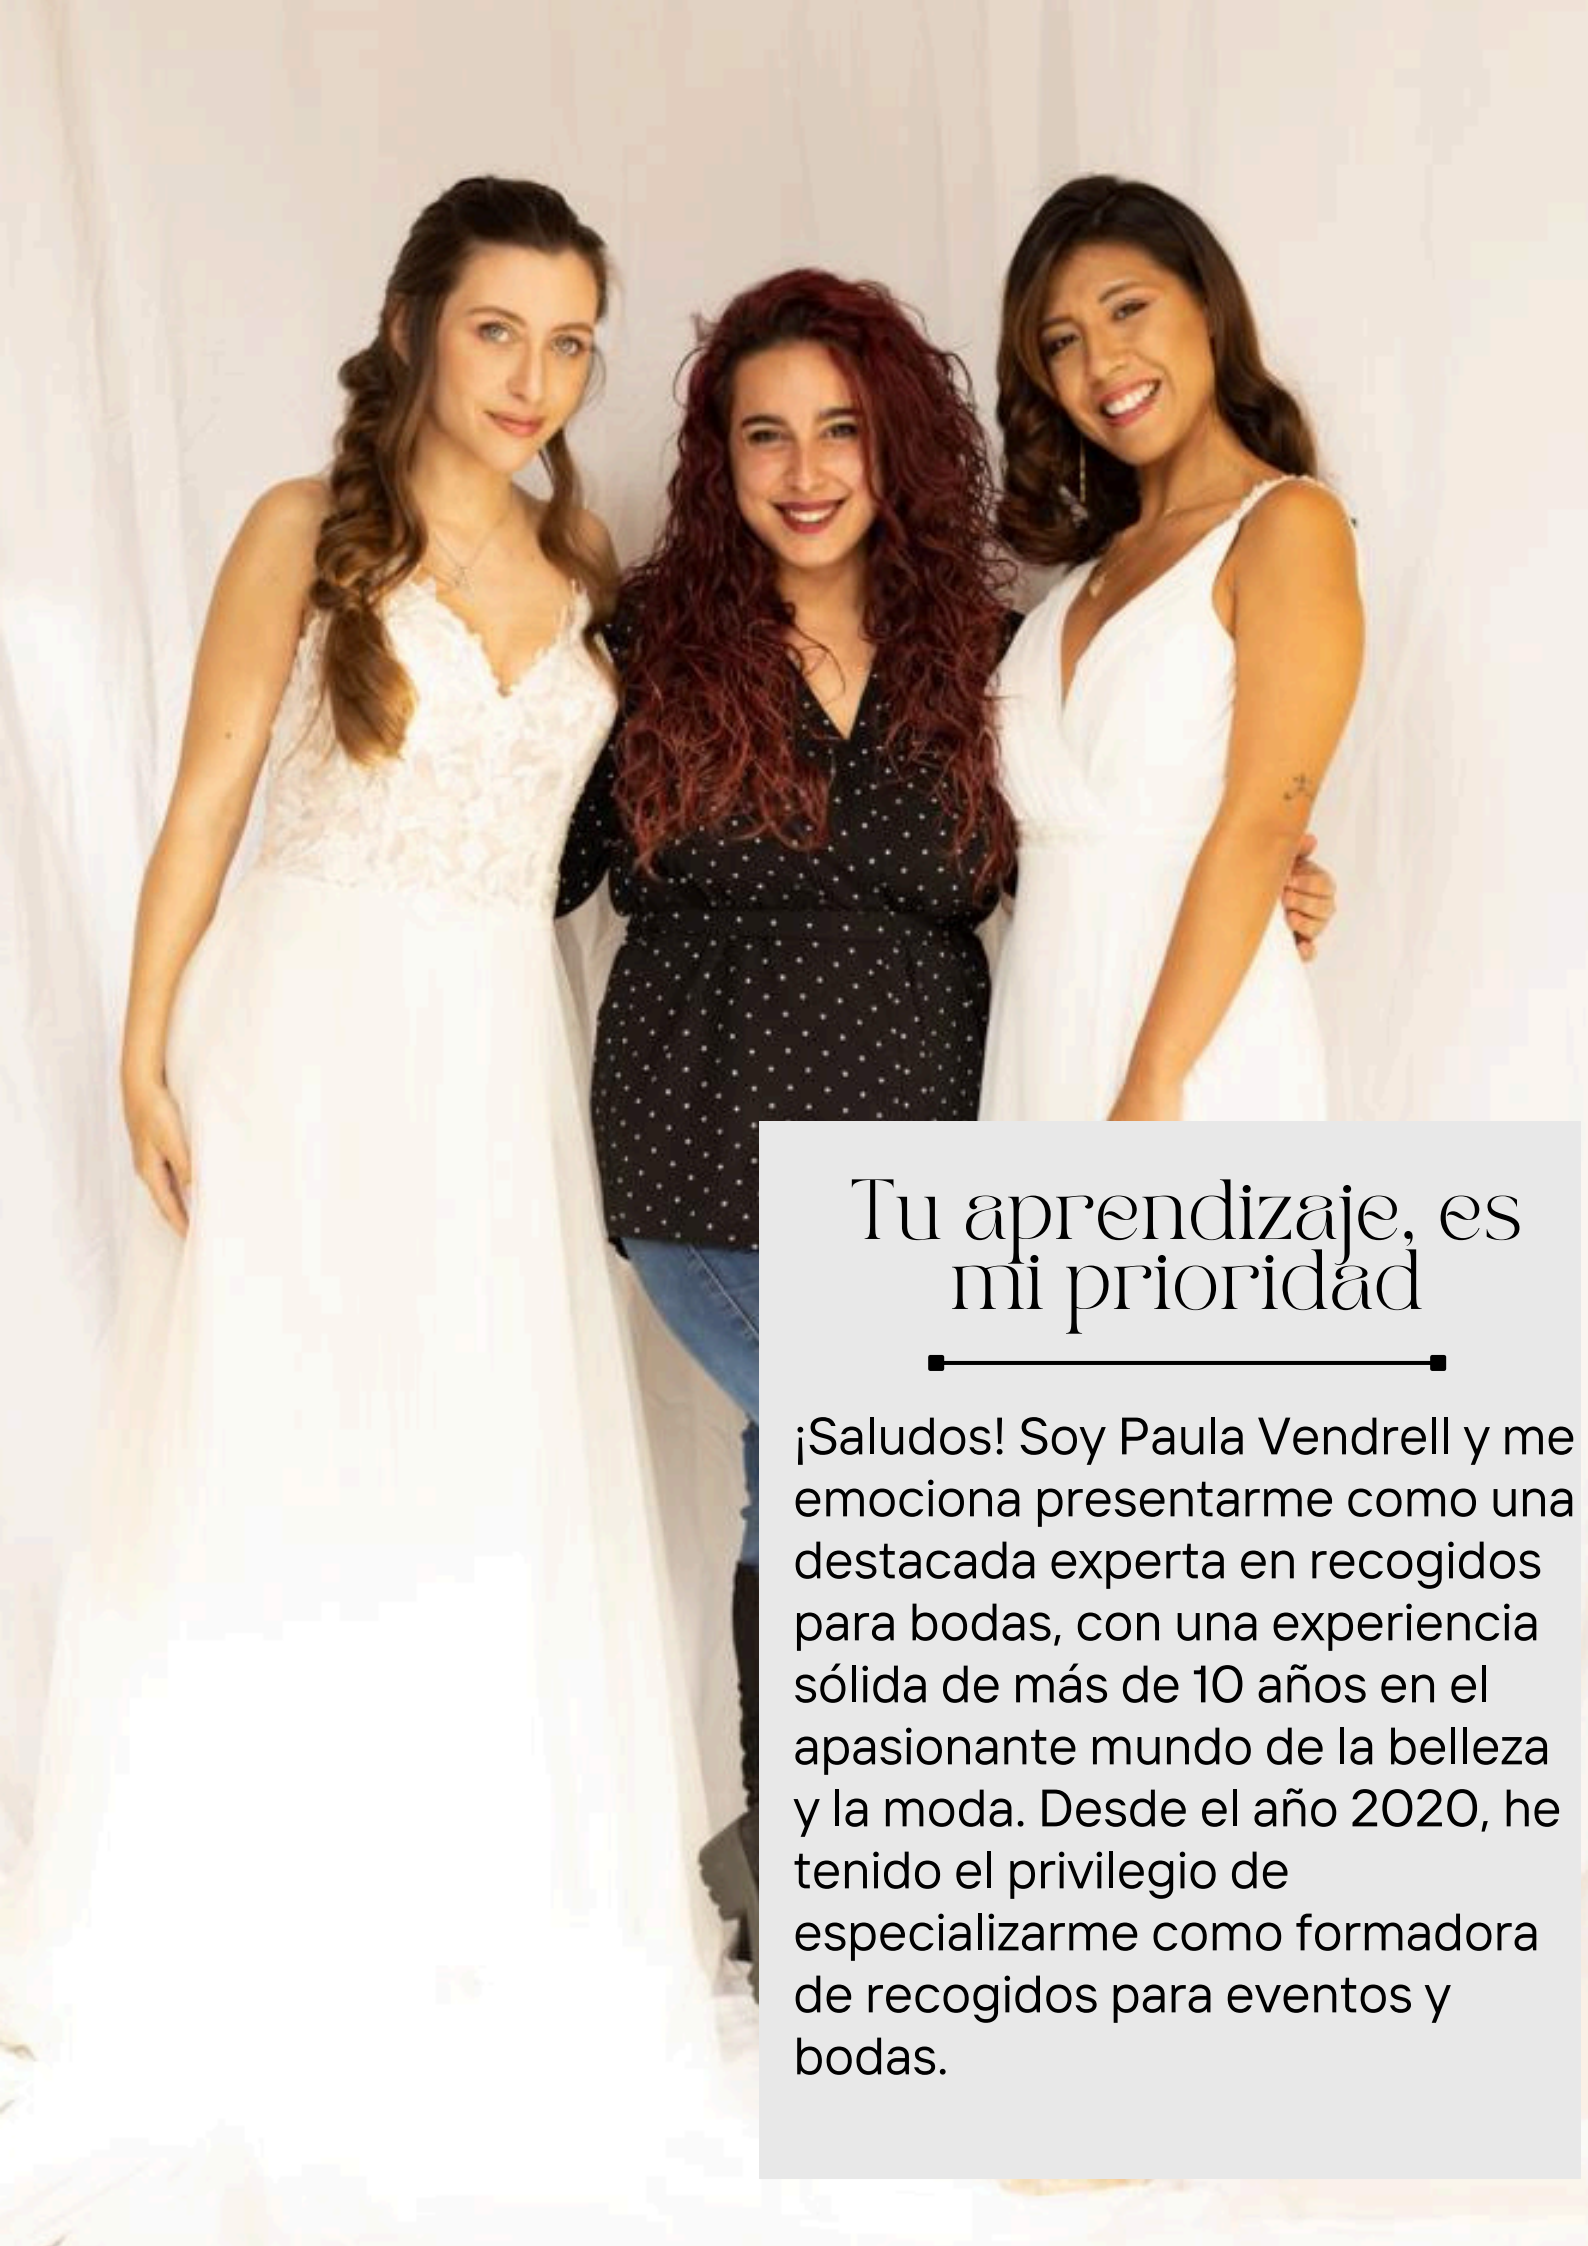 Tu aprendizaje, es
mi prioridad
¡Saludos! Soy Paula Vendrell y me
emociona presentarme como una
destacada experta en recogidos
para bodas, con una experiencia
sólida de más de 10 años en el
apasionante mundo de la belleza
y la moda. Desde el año 2020, he
tenido el privilegio de
especializarme como formadora
de recogidos para eventos y
bodas.